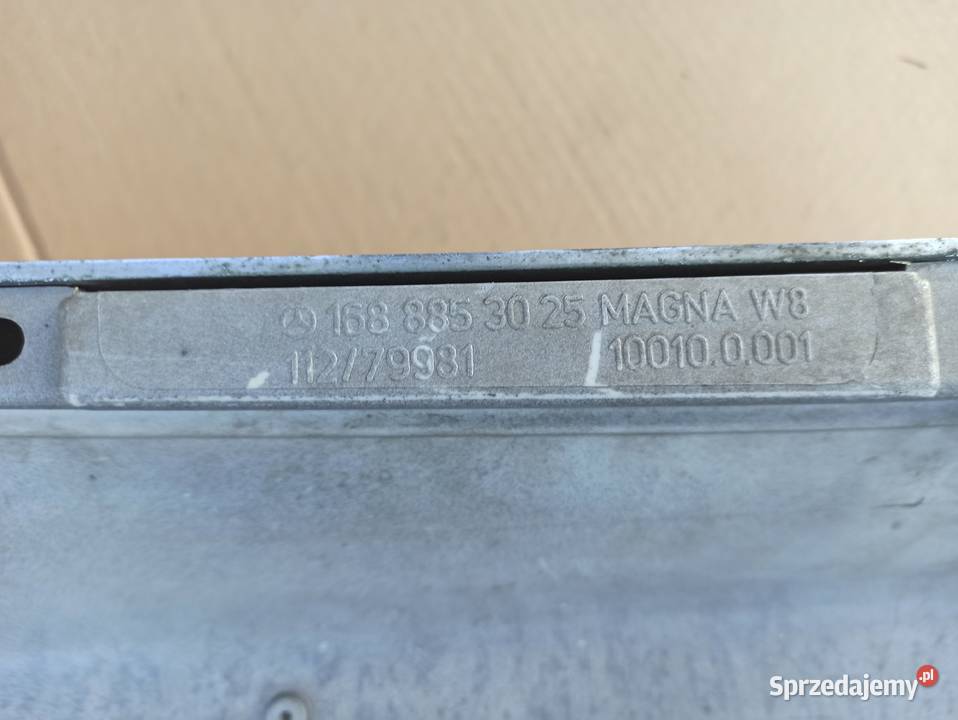 168 885 30 25 MAGNA W8
112/79981 10010.0.001
Sprzedajemy.pl